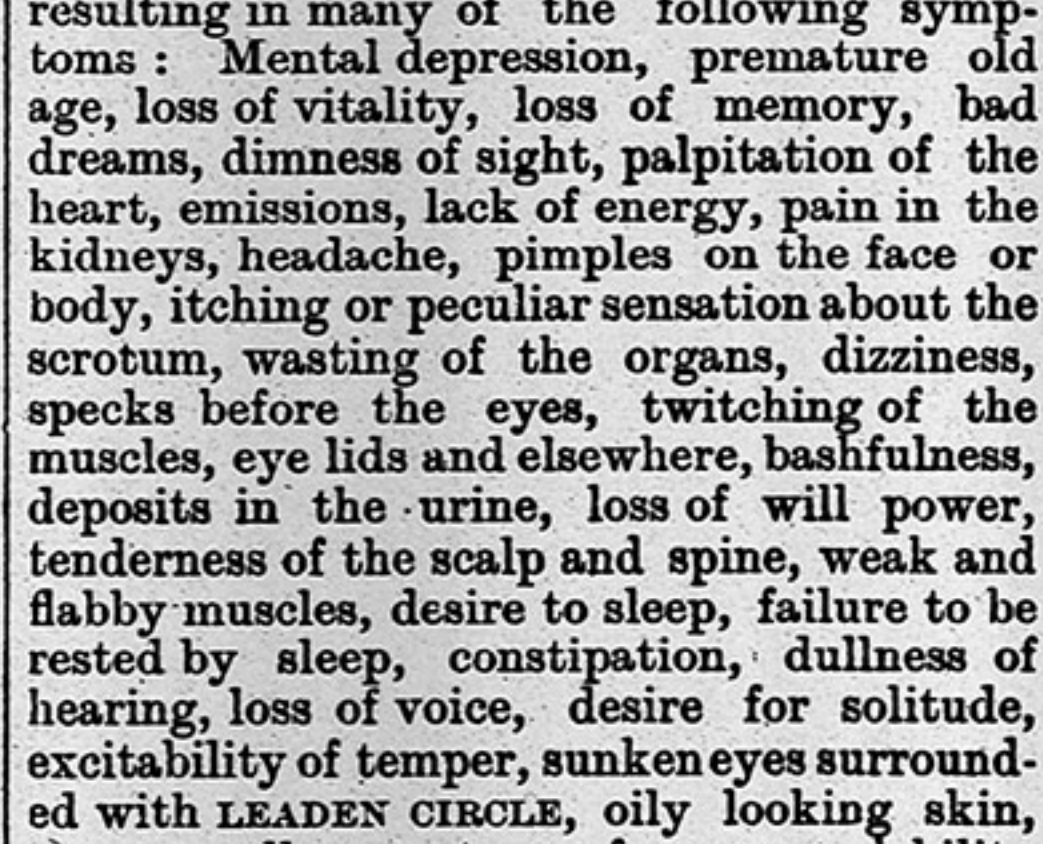 resulting in many of the following symp-
toms : Mental depression, premature old
age, loss of vitality, loss of memory, bad
dreams, dimness of sight, palpitation of the
heart, emissions, lack of energy, pain in the
kidneys, headache, pimples on the face or
body, itching or peculiar sensation about the
scrotum, wasting of the organs, dizziness,
specks before the eyes, twitching of the
muscles, eye lids and elsewhere, bashfulness,
deposits in the urine, loss of will power,
tenderness of the scalp and spine, weak and
flabby muscles, desire to sleep, failure to be
rested by sleep, constipation, dullness of
hearing, loss of voice, desire for solitude,
excitability of temper, sunken eyes surround-
ed with LEADEN CIRCLE, oily looking skin,